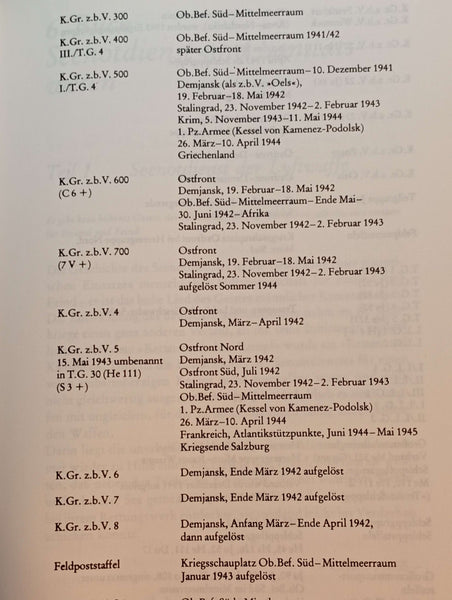 K.Gr. z.b.V. 300 Ob.Bef. Süd–Mittelmeerraum
K.Gr. z.b.V. 400 Ob.Bef. Süd–Mittelmeerraum 1941/42
III./T.G. 4 später Ostfront
K.Gr. z.b.V. 500 Ob.Bef. Süd–Mittelmeerraum–10. Dezember 1941
I./T.G. 4 Demjansk (als z.b.V. »Oels«),
19. Februar–18. Mai 1942
Stalingrad, 23. November 1942–2. Februar 1943
Krim, 5. November 1943–11. Mai 1944
1. Pz.Armee (Kessel von Kamenez-Podolsk)
26. März–10. April 1944
Griechenland
K.Gr. z.b.V. 600 Ostfront
(C 6 +) Demjansk, 19. Februar–18. Mai 1942
Ob.Bef. Süd–Mittelmeerraum–Ende Mai–
30. Juni 1942–Afrika
Stalingrad, 23. November 1942–2. Februar 1943
K.Gr. z.b.V. 700 Ostfront
(7 V +) Demjansk, 19. Februar–18. Mai 1942
Stalingrad, 23. November 1942–2. Februar 1943
aufgelöst Sommer 1944
K.Gr. z.b.V. 4 Ostfront
Demjansk, März–April 1942
K.Gr. z.b.V. 5 Ostfront Nord
15. Mai 1943 umbenannt Demjansk, März 1942
in T.G. 30 (He 111) Ostfront Süd, Juli 1942
(S 3 +) Stalingrad, 23. November 1942–2. Februar 1943
Ob.Bef. Süd–Mittelmeerraum
1. Pz.Armee (Kessel von Kamenez-Podolsk)
26. März–10. April 1944
Frankreich, Atlantikstützpunkte, Juni 1944–Mai 1945
Kriegsende Salzburg
K.Gr. z.b.V. 6 Demjansk, Ende März 1942 aufgelöst
K.Gr. z.b.V. 7 Demjansk, Ende März 1942 aufgelöst
K.Gr. z.b.V. 8 Demjansk, Anfang März–Ende April 1942,
dann aufgelöst
Feldpoststaffel Kriegsschauplatz Ob.Bef. Süd–Mittelmeerraum
Januar 1943 aufgelöst